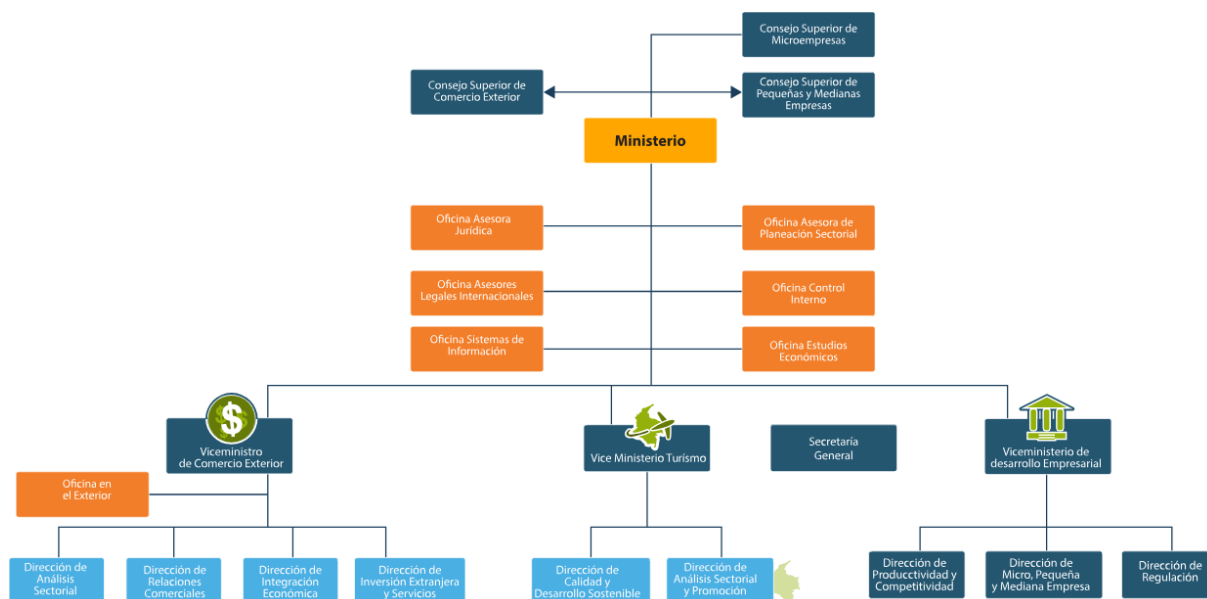 Consejo Superior de
Microempresas
Consejo Superior de
Comercio Exterior
Consejo Superior de
Pequeñas y Medianas
Empresas
Ministerio
Oficina Asesora
Jurídica
Oficina Asesora de
Planeación Sectorial
Oficina Asesores
Legales Internacionales
Oficina Control
Interno
Oficina Sistemas de
Información
Oficina Estudios
Económicos
$
Viceministro
de Comercio Exterior
Vice Ministerio Turísmo
Secretaría
General
Viceministerio de
desarrollo Empresarial
Oficina en
el Exterior
Dirección de
Análisis
Sectorial
Dirección de
Relaciones
Comerciales
Dirección de
Integración
Económica
Dirección de
Inversión Extranjera
y Servicios
Dirección de
Calidad y
Desarrollo Sostenible
Dirección de
Análisis Sectorial
y Promoción
Dirección de
Producctividad y
Competitividad
Dirección de
Micro, Pequeña
y Mediana Empresa
Dirección de
Regulación